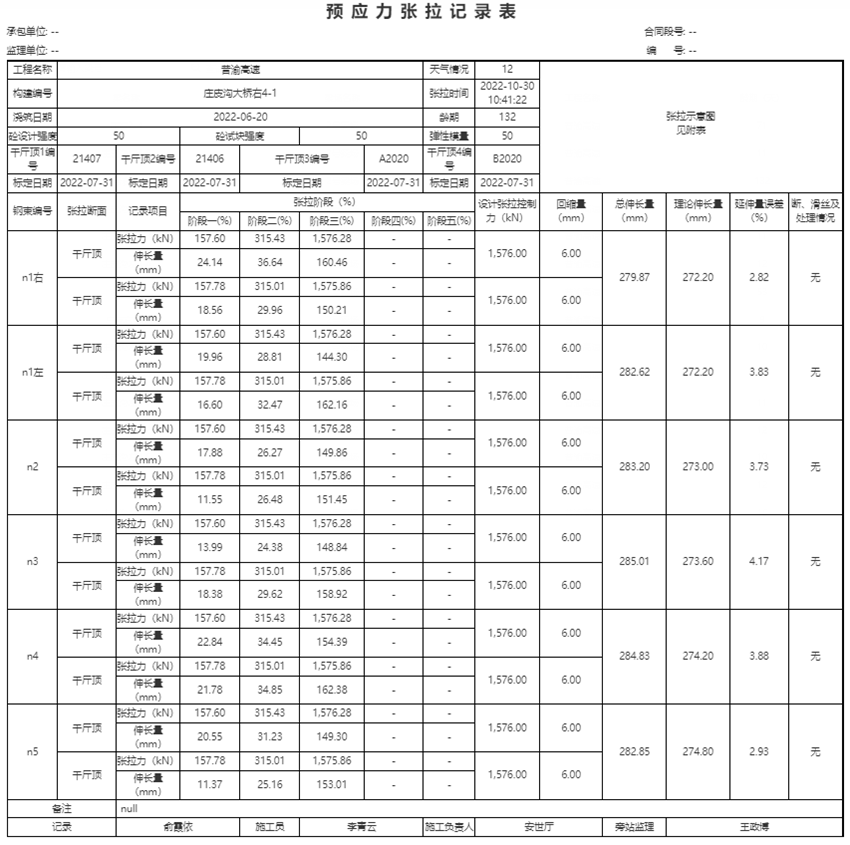 预应力张拉记录表
承包单位: -- 合同段号: --
监理单位: -- 编 号: --
工程名称 普渝高速 天气情况 12 张拉示意图 见附表
构建编号 庄皮沟大桥右4-1 张拉时间 2022-10-30 10:41:22
浇筑日期 2022-06-20 龄期 132
砼设计强度 50 砼试块强度 50 弹性模量 50
千斤顶1编号 21407 千斤顶2编号 21406 千斤顶3编号 A2020 千斤顶4编号 B2020
标定日期 2022-07-31 标定日期 2022-07-31 标定日期 2022-07-31 标定日期 2022-07-31
钢束编号 张拉断面 记录项目 张拉阶段（%） 设计张拉控制力（kN） 回缩量（mm） 总伸长量（mm） 理论伸长量（mm） 延伸量误差（%） 断、滑丝及处理情况
阶段一(%) 阶段二(%) 阶段三(%) 阶段四(%) 阶段五(%)
n1右 千斤顶 张拉力（kN） 157.60 315.43 1,576.28 - - 1,576.00 6.00 279.87 272.20 2.82 无
伸长量（mm） 24.14 36.64 160.46 - -
千斤顶 张拉力（kN） 157.78 315.01 1,575.86 - - 1,576.00 6.00
伸长量（mm） 18.56 29.96 150.21 - -
n1左 千斤顶 张拉力（kN） 157.60 315.43 1,576.28 - - 1,576.00 6.00 282.62 272.20 3.83 无
伸长量（mm） 19.96 28.81 144.30 - -
千斤顶 张拉力（kN） 157.78 315.01 1,575.86 - - 1,576.00 6.00
伸长量（mm） 16.60 32.47 162.16 - -
n2 千斤顶 张拉力（kN） 157.60 315.43 1,576.28 - - 1,576.00 6.00 283.20 273.00 3.73 无
伸长量（mm） 17.88 26.27 149.86 - -
千斤顶 张拉力（kN） 157.78 315.01 1,575.86 - - 1,576.00 6.00
伸长量（mm） 11.55 26.48 151.45 - -
n3 千斤顶 张拉力（kN） 157.60 315.43 1,576.28 - - 1,576.00 6.00 285.01 273.60 4.17 无
伸长量（mm） 13.99 24.38 148.84 - -
千斤顶 张拉力（kN） 157.78 315.01 1,575.86 - - 1,576.00 6.00
伸长量（mm） 18.38 29.62 158.92 - -
n4 千斤顶 张拉力（kN） 157.60 315.43 1,576.28 - - 1,576.00 6.00 284.83 274.20 3.88 无
伸长量（mm） 22.84 34.45 154.39 - -
千斤顶 张拉力（kN） 157.78 315.01 1,575.86 - - 1,576.00 6.00
伸长量（mm） 21.78 34.85 162.38 - -
n5 千斤顶 张拉力（kN） 157.60 315.43 1,576.28 - - 1,576.00 6.00 282.85 274.80 2.93 无
伸长量（mm） 20.55 31.23 149.30 - -
千斤顶 张拉力（kN） 157.78 315.01 1,575.86 - - 1,576.00 6.00
伸长量（mm） 11.37 25.16 153.01 - -
备注 null
记录 俞霞依 施工员 李青云 施工负责人 安世厅 旁站监理 王政博